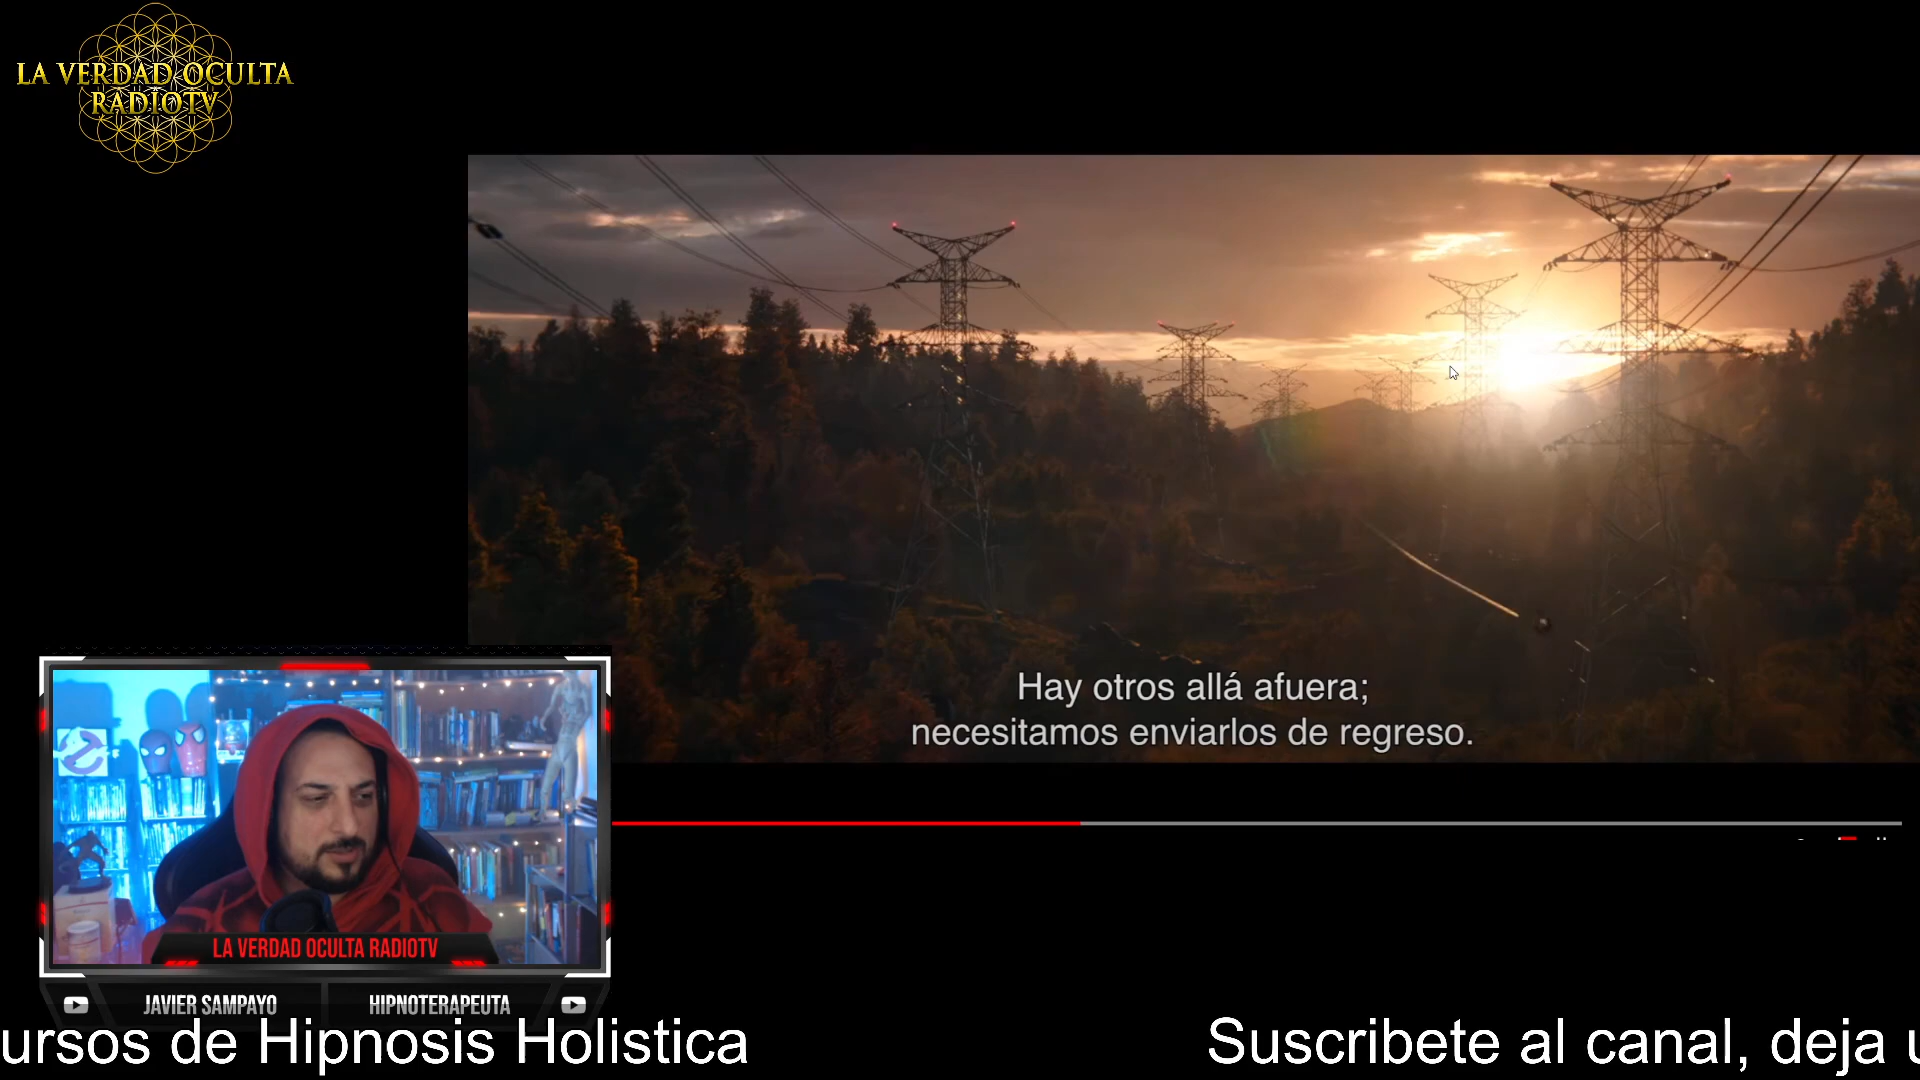 LA VERDAD OCULTA
RADIOTV
Hay otros allá afuera;
necesitamos enviarlos de regreso.
LA VERDAD OCULTA RADIOTV
JAVIER SAMPAYO
HIPNOTERAPEUTA
ursos de Hipnosis Holistica
Suscribete al canal, deja u